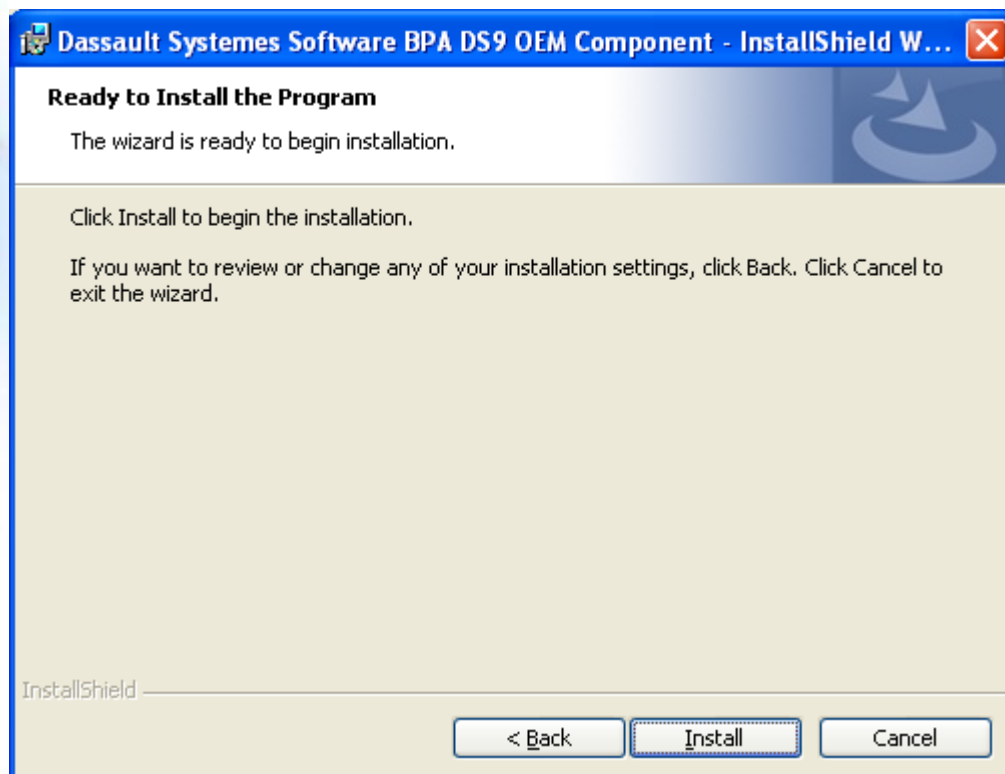 Dassault Systemes Software BPA DS9 OEM Component - InstallShield W...
Ready to Install the Program
The wizard is ready to begin installation.
Click Install to begin the installation.
If you want to review or change any of your installation settings, click Back. Click Cancel to
exit the wizard.
InstallShield
< Back
Install
Cancel